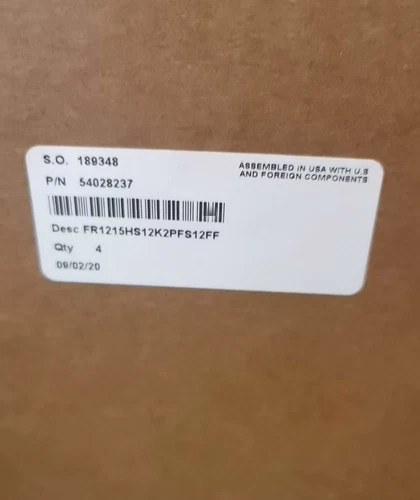 S.O. 189348
ASSEMBLED IN USA WITH U.S
AND FOREIGN COMPONENTS
P/N 54028237
Desc FR1215HS12K2PFS12FF
Qty 4
09/02/20